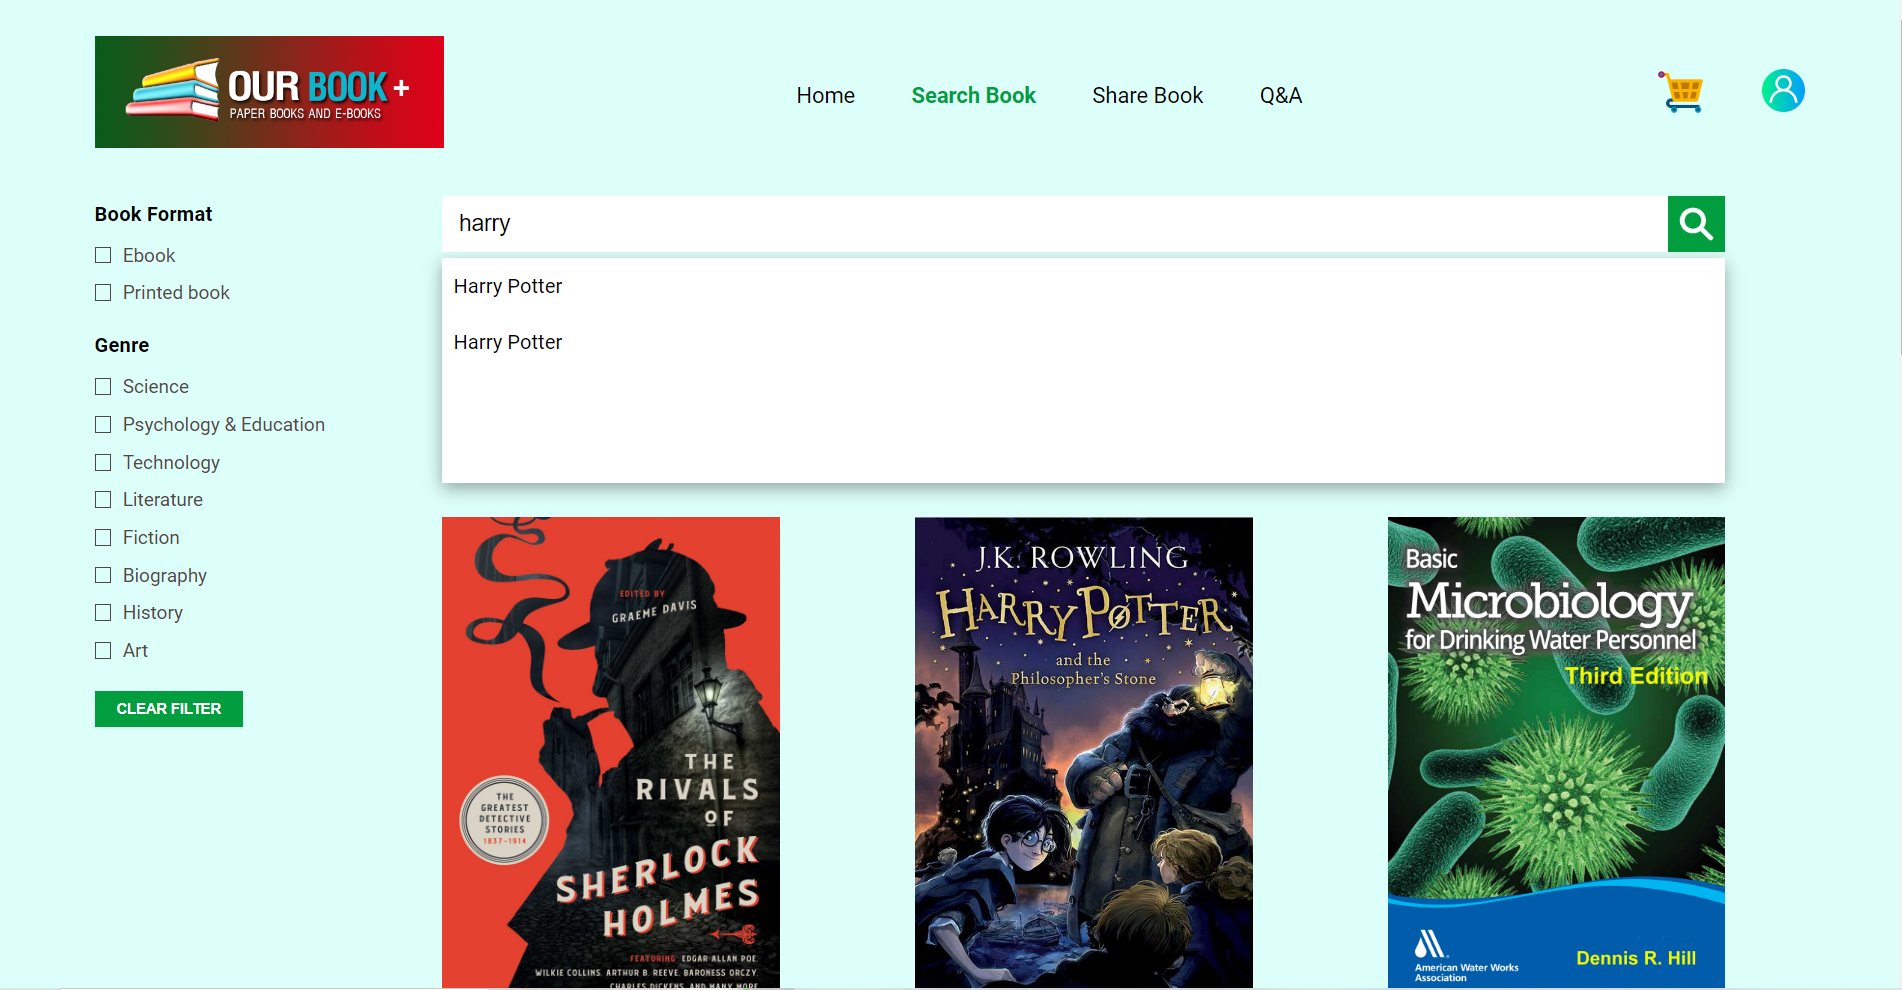 OUR BOOK +
PAPER BOOKS AND E-BOOKS
Home
Search Book
Share Book
Q&A
Book Format
Ebook
Printed book
Genre
Science
Psychology & Education
Technology
Literature
Fiction
Biography
History
Art
CLEAR FILTER
harry
Harry Potter
Harry Potter
EDITED BY
GRAEME DAVIS
THE
GREATEST
DETECTIVE
STORIES
1837-1914
THE
RIVALS
OF
SHERLOCK
HOLMES
FEATURING EDGAR ALLAN POE,
WILKIE COLLINS, ARTHUR B. REEVE, BARONESS ORCZY,
CHARLES DICKENS, AND MANY MORE
J.K. ROWLING
HARRY POTTER
and the
Philosopher's Stone
Basic
Microbiology
for Drinking Water Personnel
Third Edition
American Water Works
Association
Dennis R. Hill